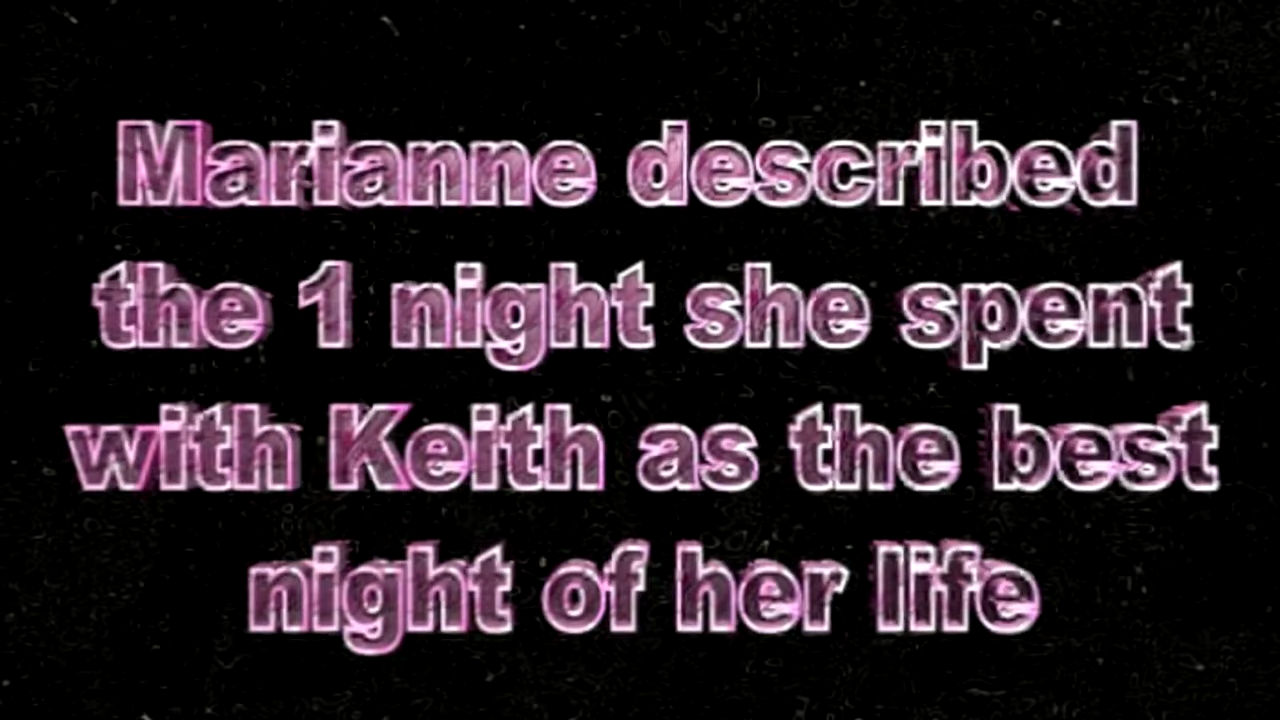 Marianne described
the 1 night she spent
with Keith as the best
night of her life